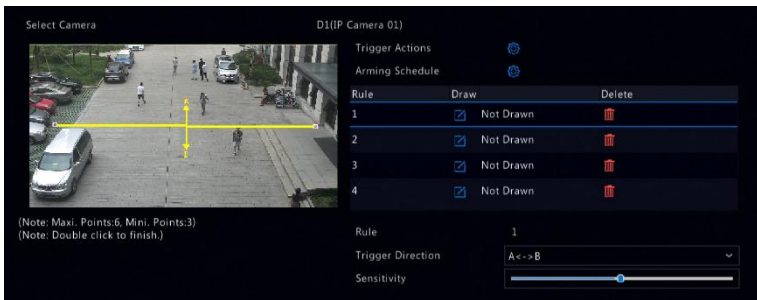 Select Camera D1(IP Camera 01)
Trigger Actions
Arming Schedule
Rule Draw Delete
1 Not Drawn
2 Not Drawn
3 Not Drawn
4 Not Drawn
A
(Note: Maxi. Points:6, Mini. Points:3)
(Note: Double click to finish.)
Rule 1
Trigger Direction A<->B
Sensitivity